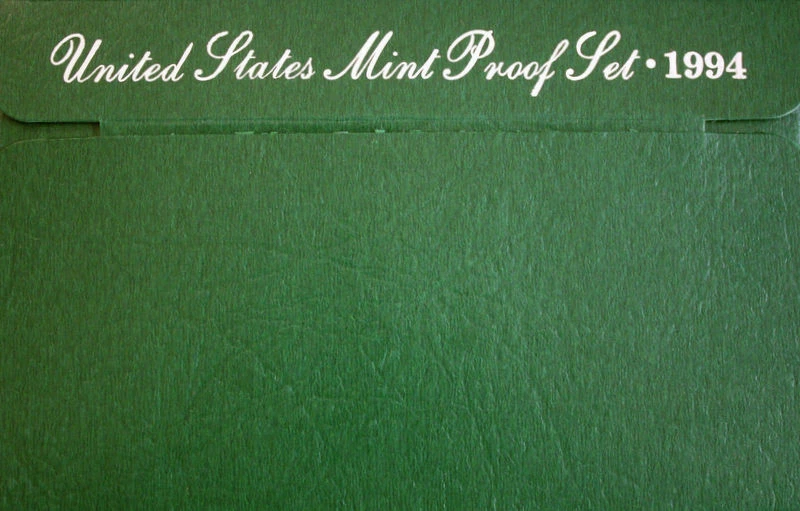 United States Mint Proof Set • 1994